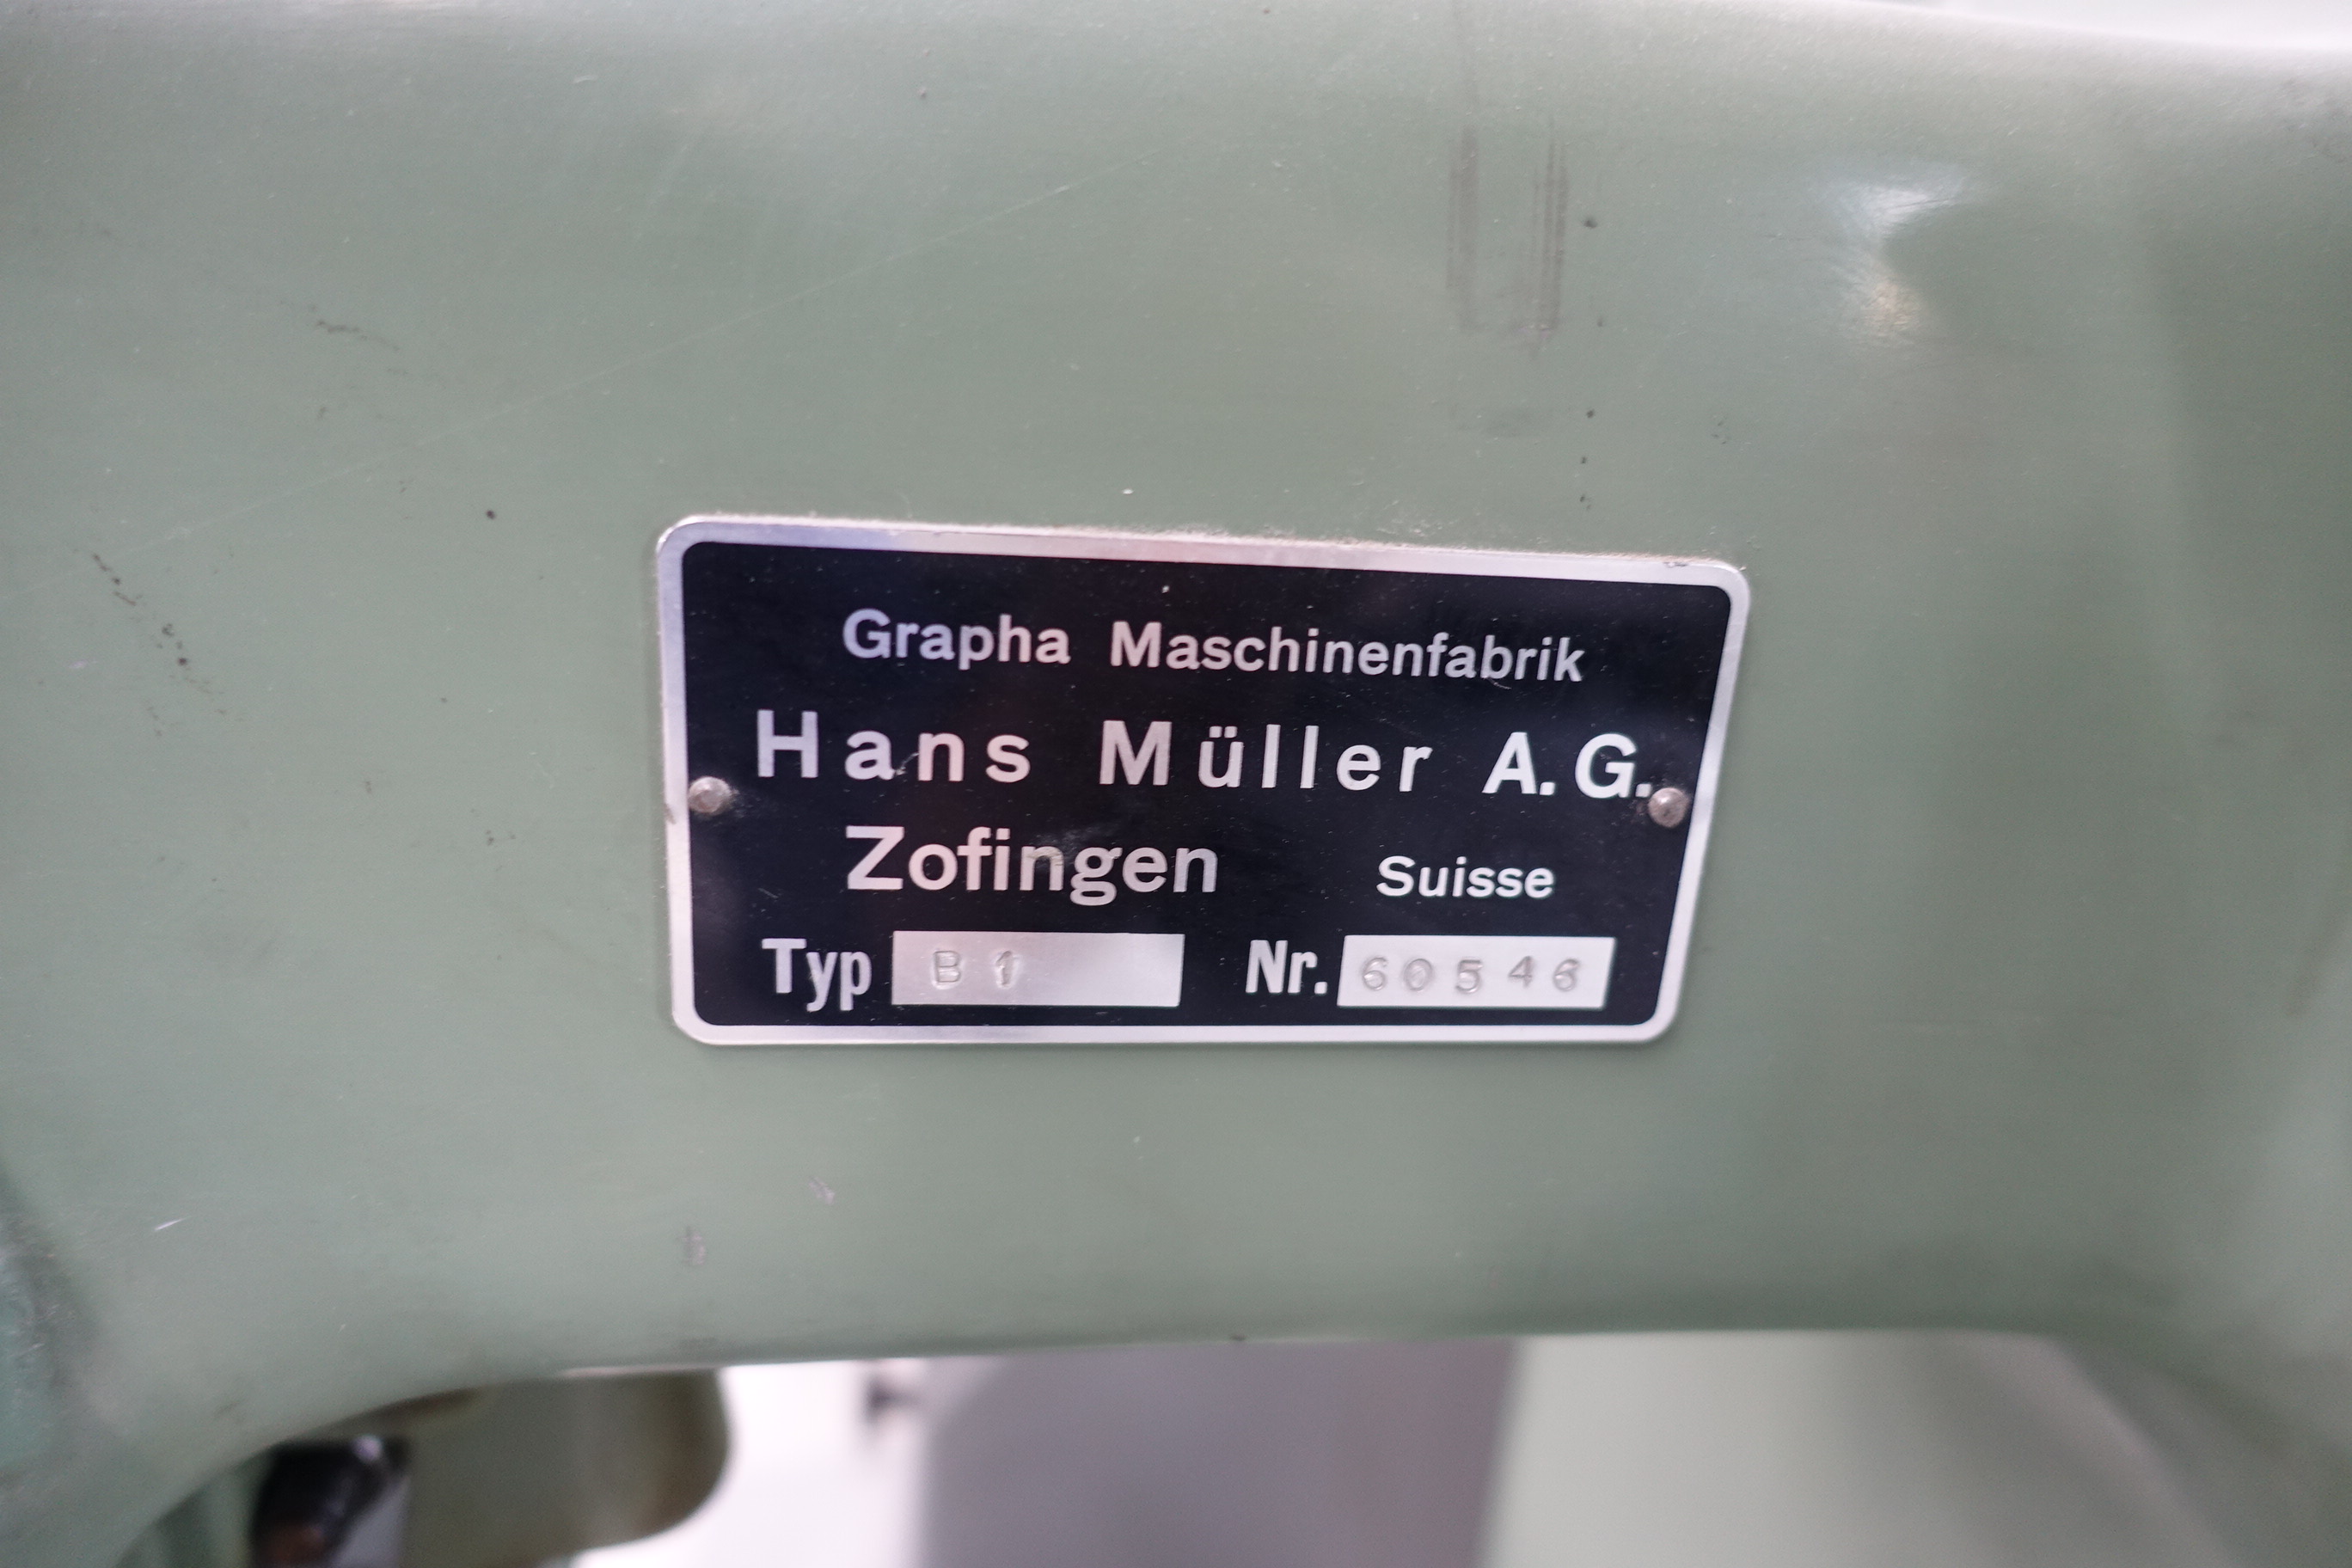 Grapha Maschinenfabrik
Hans Müller A.G.
Zofingen Suisse
Typ B 1 Nr. 60546